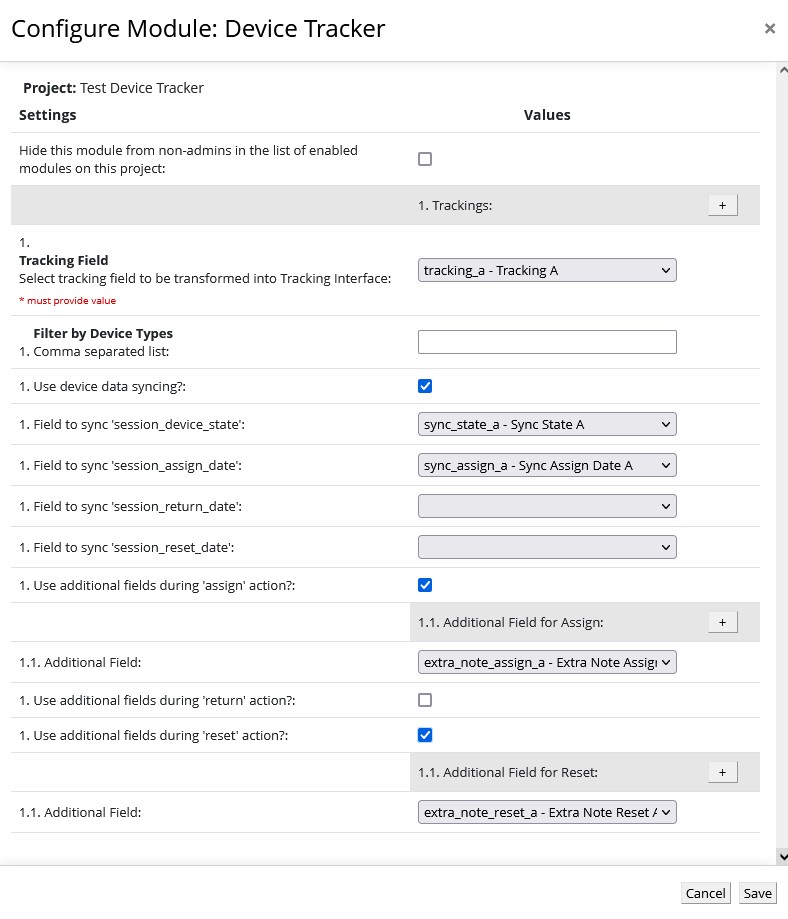 Configure Module: Device Tracker
×
Project: Test Device Tracker
Settings Values
Hide this module from non-admins in the list of enabled
modules on this project:
1. Trackings: +
1.
Tracking Field
Select tracking field to be transformed into Tracking Interface:
tracking_a - Tracking A
* must provide value
Filter by Device Types
1. Comma separated list:
1. Use device data syncing?:
1. Field to sync 'session_device_state': sync_state_a - Sync State A
1. Field to sync 'session_assign_date': sync_assign_a - Sync Assign Date A
1. Field to sync 'session_return_date':
1. Field to sync 'session_reset_date':
1. Use additional fields during 'assign' action?:
1.1. Additional Field for Assign: +
1.1. Additional Field: extra_note_assign_a - Extra Note Assig
1. Use additional fields during 'return' action?:
1. Use additional fields during 'reset' action?:
1.1. Additional Field for Reset: +
1.1. Additional Field: extra_note_reset_a - Extra Note Reset A
Cancel Save